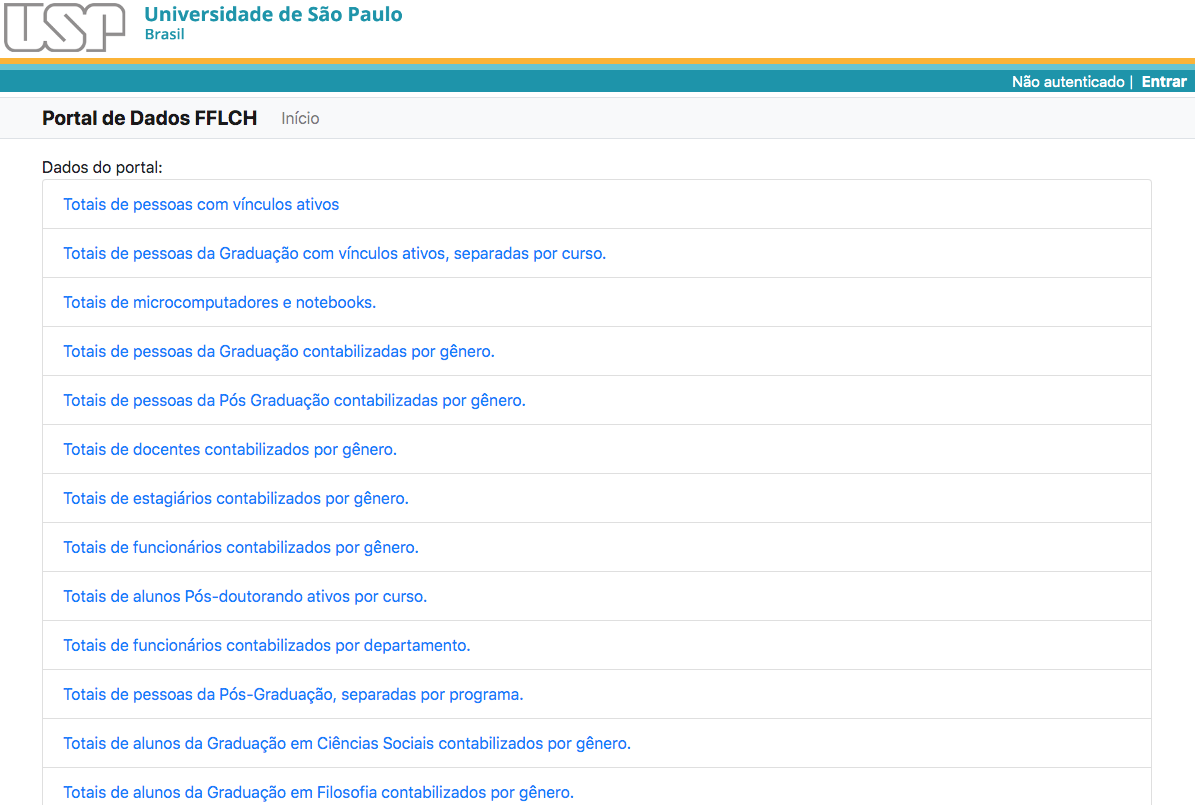 USP
Universidade de São Paulo
Brasil
Não autenticado | Entrar
Portal de Dados FFLCH Início
Dados do portal:
Totais de pessoas com vínculos ativos
Totais de pessoas da Graduação com vínculos ativos, separadas por curso.
Totais de microcomputadores e notebooks.
Totais de pessoas da Graduação contabilizadas por gênero.
Totais de pessoas da Pós Graduação contabilizadas por gênero.
Totais de docentes contabilizados por gênero.
Totais de estagiários contabilizados por gênero.
Totais de funcionários contabilizados por gênero.
Totais de alunos Pós-doutorando ativos por curso.
Totais de funcionários contabilizados por departamento.
Totais de pessoas da Pós-Graduação, separadas por programa.
Totais de alunos da Graduação em Ciências Sociais contabilizados por gênero.
Totais de alunos da Graduação em Filosofia contabilizados por gênero.